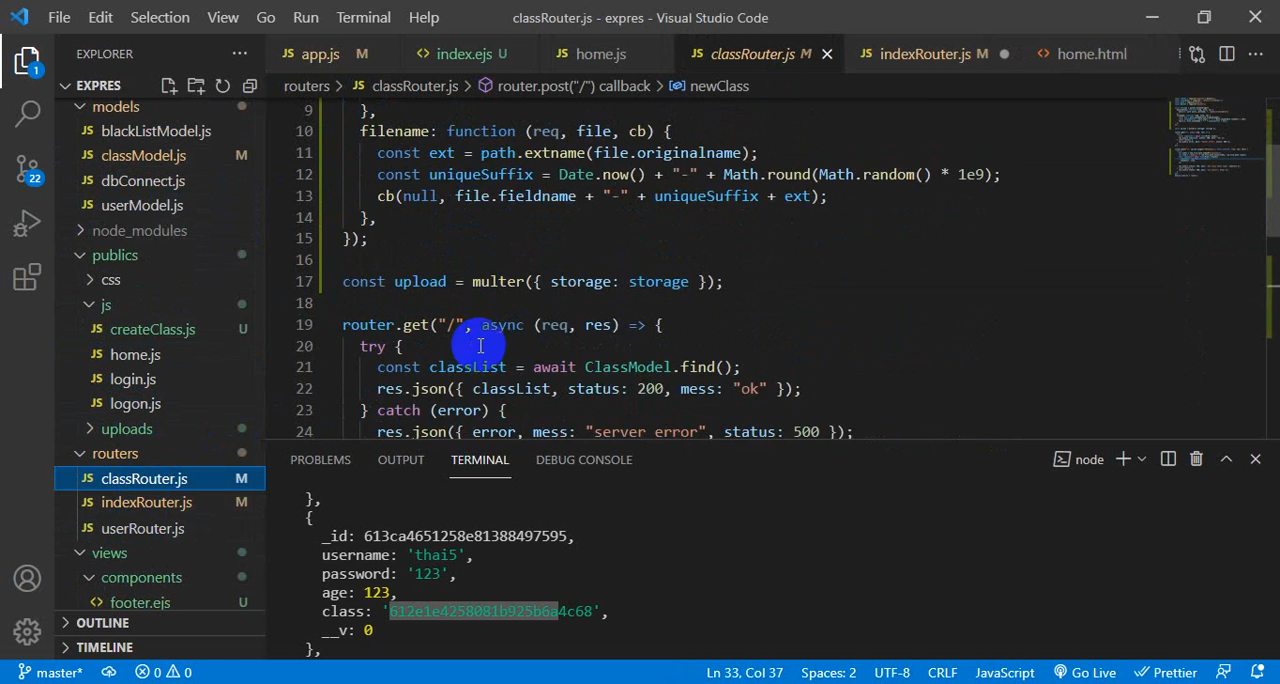 File Edit Selection View Go Run Terminal Help classRouter.js - expres - Visual Studio Code
EXPLORER
app.js M index.ejs U home.js classRouter.js M indexRouter.js M home.html
EXPRES
routers > classRouter.js > router.post("/") callback > newClass
models
blackListModel.js
classModel.js M
dbConnect.js
userModel.js
node_modules
publics
css
js
createClass.js U
home.js
login.js
logon.js
uploads
routers
classRouter.js M
indexRouter.js M
userRouter.js
views
components
footer.ejs U
OUTLINE
TIMELINE
9 },
10 filename: function (req, file, cb) {
11 const ext = path.extname(file.originalname);
12 const uniqueSuffix = Date.now() + "-" + Math.round(Math.random() * 1e9);
13 cb(null, file.fieldname + "-" + uniqueSuffix + ext);
14 },
15 });
16
17 const upload = multer({ storage: storage });
18
19 router.get("/", async (req, res) => {
20 try {
21 const classList = await ClassModel.find();
22 res.json({ classList, status: 200, mess: "ok" });
23 } catch (error) {
24 res.json({ error, mess: "server error", status: 500 });
PROBLEMS OUTPUT TERMINAL DEBUG CONSOLE node
},
{
_id: 613ca4651258e81388497595,
username: 'thai5',
password: '123',
age: 123,
class: '612e1e4258081b925b6a4c68',
__v: 0
},
1
22
master* 0 0 Ln 33, Col 37 Spaces: 2 UTF-8 CRLF JavaScript Go Live Prettier